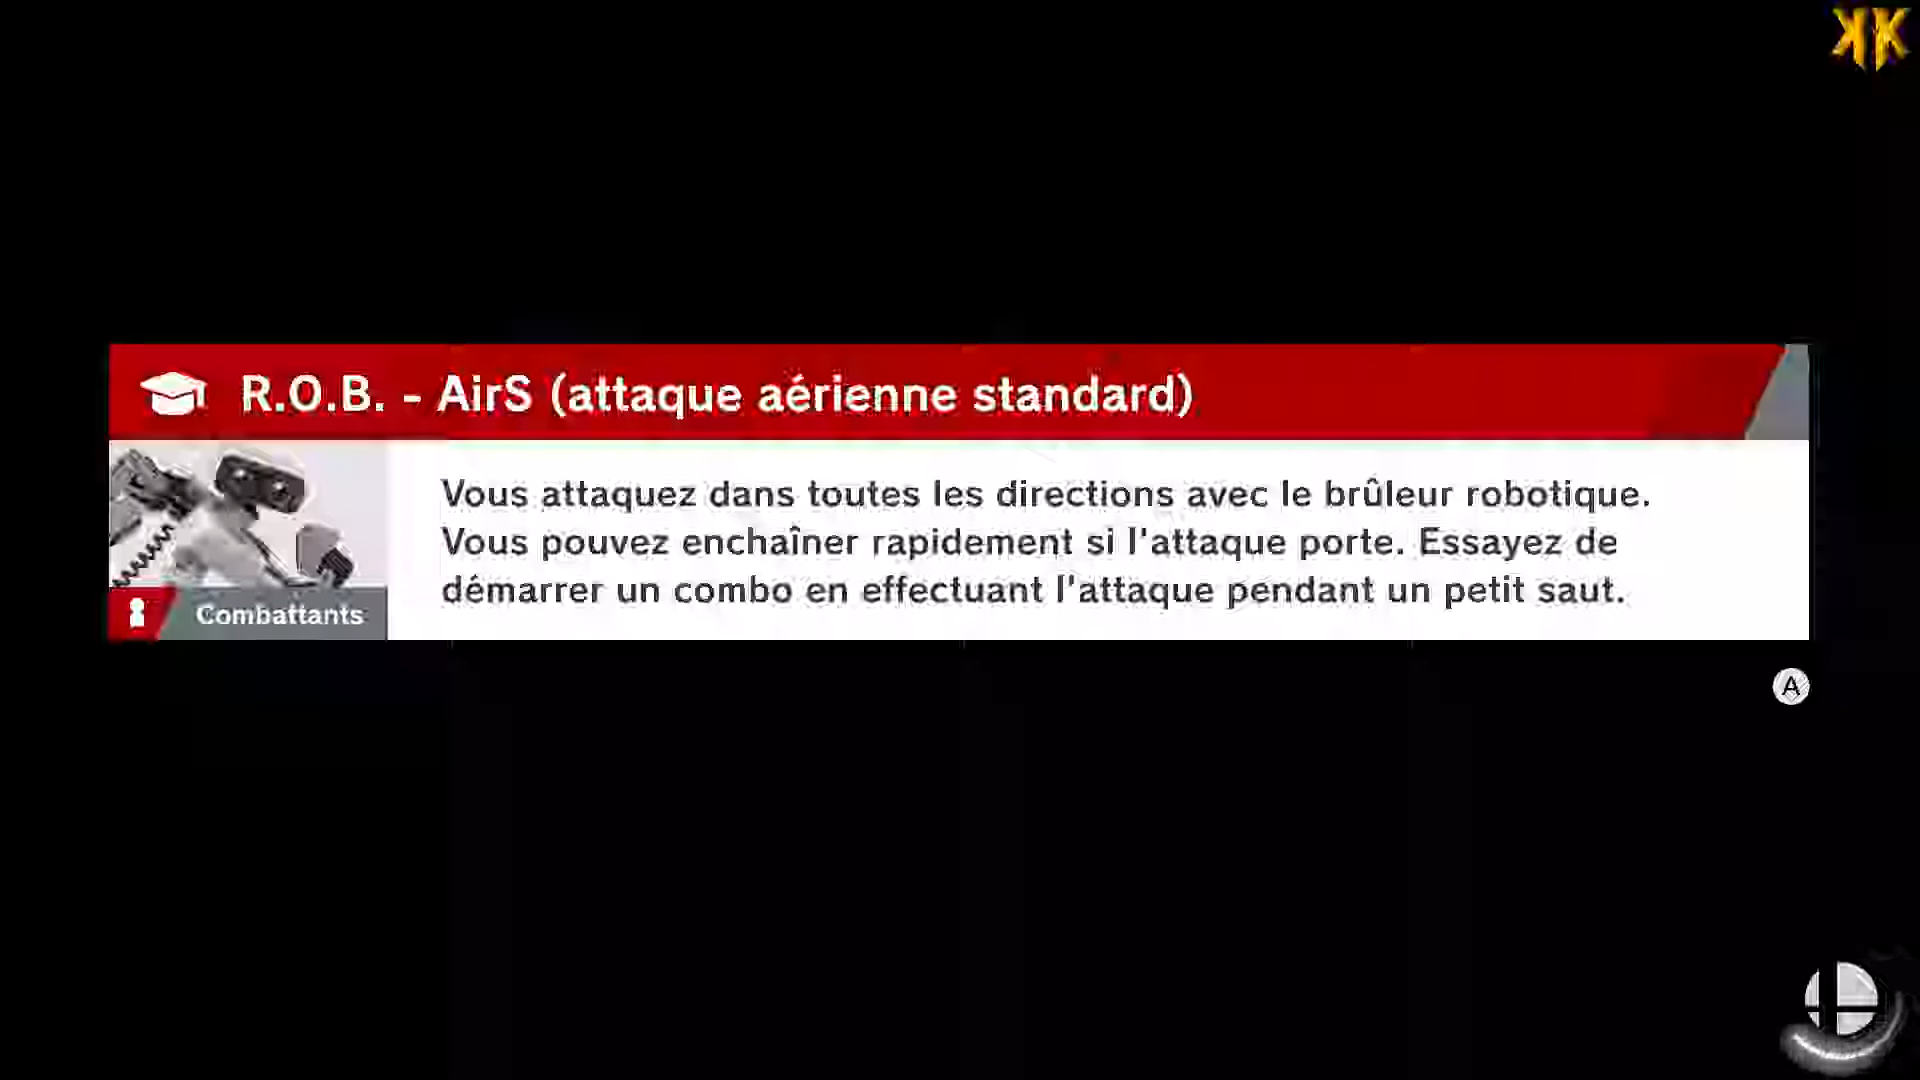 KK
R.O.B. - AirS (attaque aérienne standard)
Vous attaquez dans toutes les directions avec le brûleur robotique.
Vous pouvez enchaîner rapidement si l'attaque porte. Essayez de
démarrer un combo en effectuant l'attaque pendant un petit saut.
Combattants
A